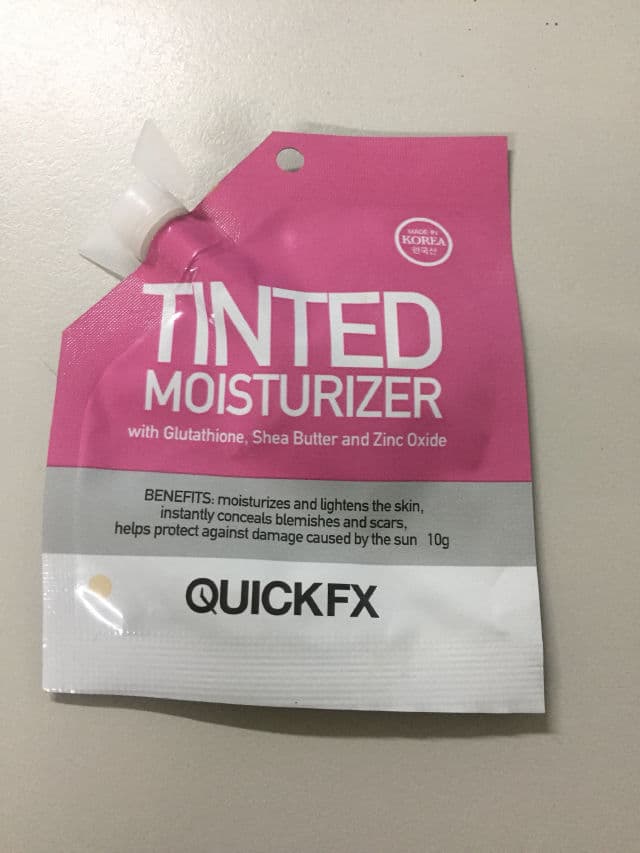 MADE IN
KOREA
한국산
TINTED
MOISTURIZER
with Glutathione, Shea Butter and Zinc Oxide
BENEFITS: moisturizes and lightens the skin,
instantly conceals blemishes and scars,
helps protect against damage caused by the sun 10g
QUICKFX